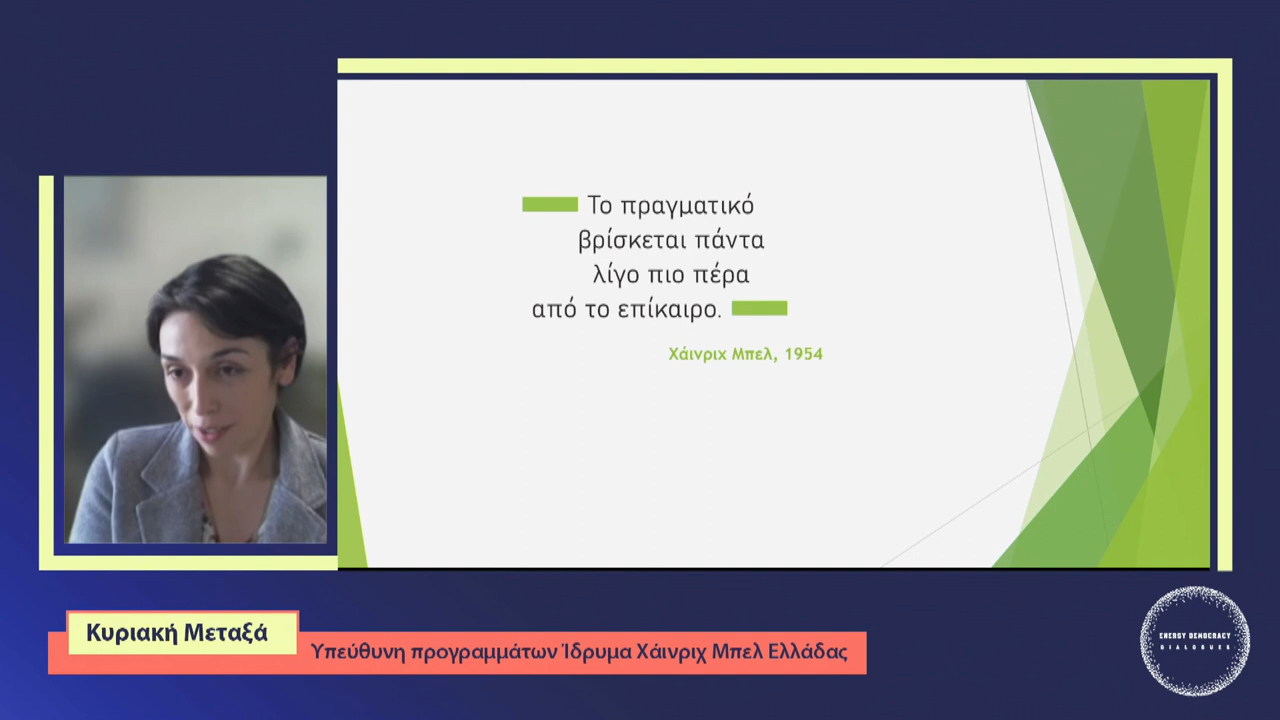 Το πραγματικό
βρίσκεται πάντα
λίγο πιο πέρα
από το επίκαιρο.
Χάινριχ Μπελ, 1954
Κυριακή Μεταξά
Υπεύθυνη προγραμμάτων Ίδρυμα Χάινριχ Μπελ Ελλάδας
ENERGY DEMOCRACY
DIALOGUES